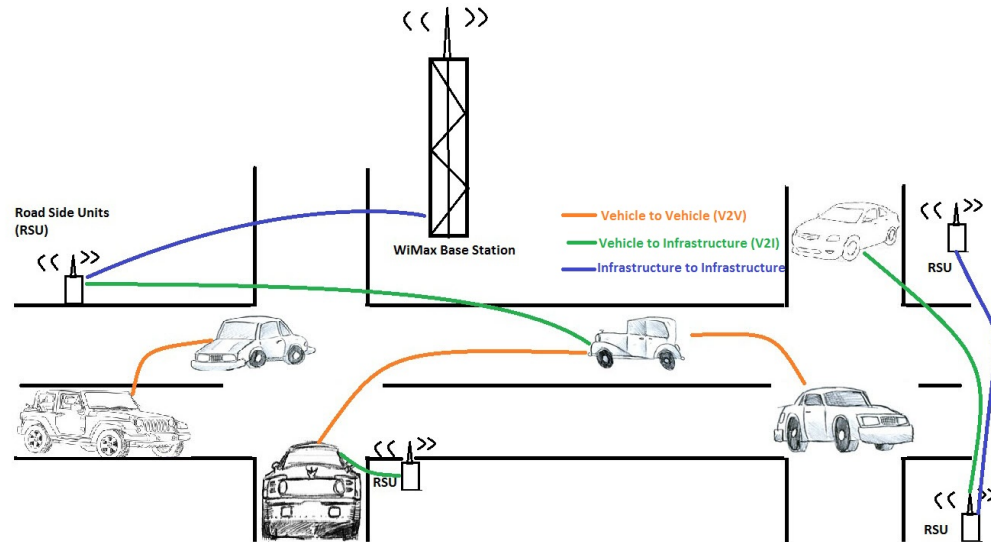 Road Side Units
(RSU)
WiMax Base Station
Vehicle to Vehicle (V2V)
Vehicle to Infrastructure (V2I)
Infrastructure to Infrastructure
RSU
RSU
RSU